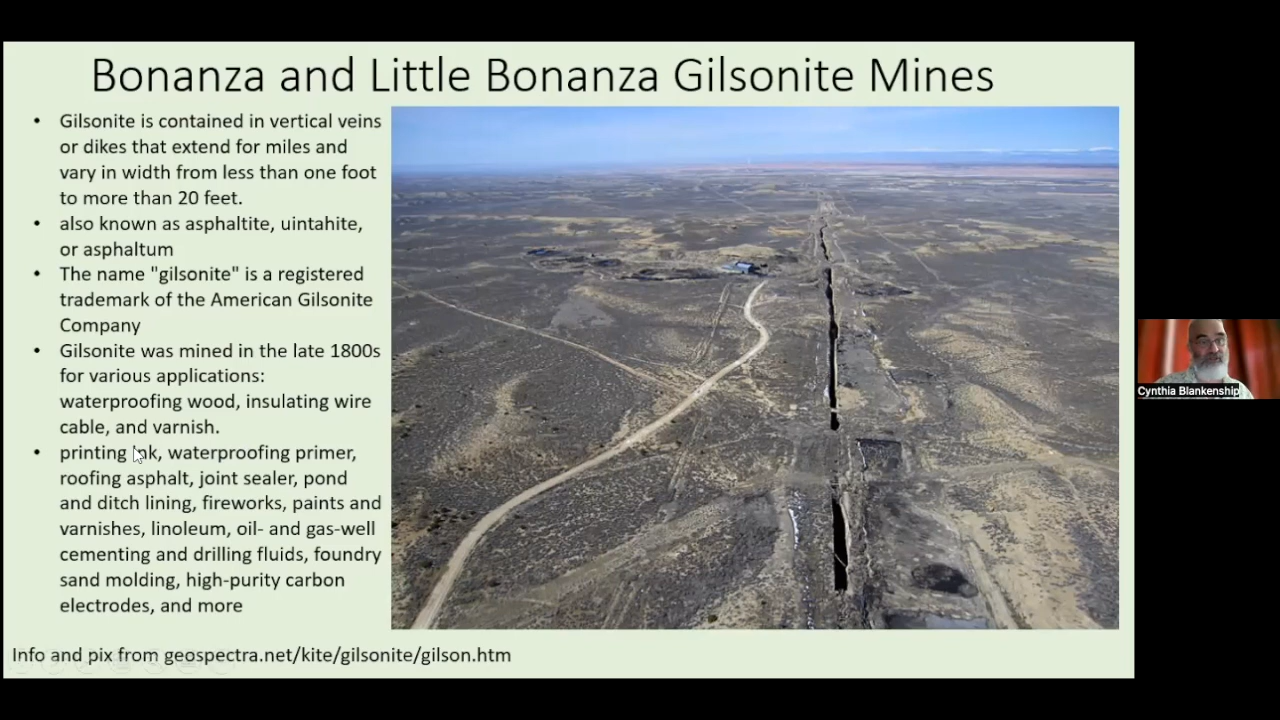 Bonanza and Little Bonanza Gilsonite Mines
• Gilsonite is contained in vertical veins
or dikes that extend for miles and
vary in width from less than one foot
to more than 20 feet.
• also known as asphaltite, uintahite,
or asphaltum
• The name "gilsonite" is a registered
trademark of the American Gilsonite
Company
• Gilsonite was mined in the late 1800s
for various applications:
waterproofing wood, insulating wire
cable, and varnish.
• printing ink, waterproofing primer,
roofing asphalt, joint sealer, pond
and ditch lining, fireworks, paints and
varnishes, linoleum, oil- and gas-well
cementing and drilling fluids, foundry
sand molding, high-purity carbon
electrodes, and more
Info and pix from geospectra.net/kite/gilsonite/gilson.htm
Cynthia Blankenship